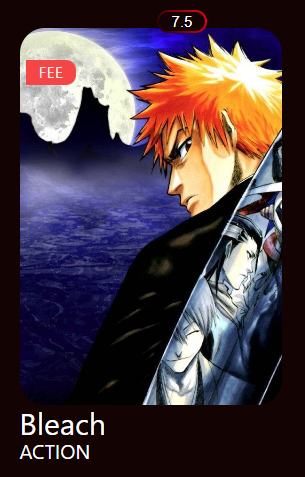 7.5
FEE
Bleach
ACTION